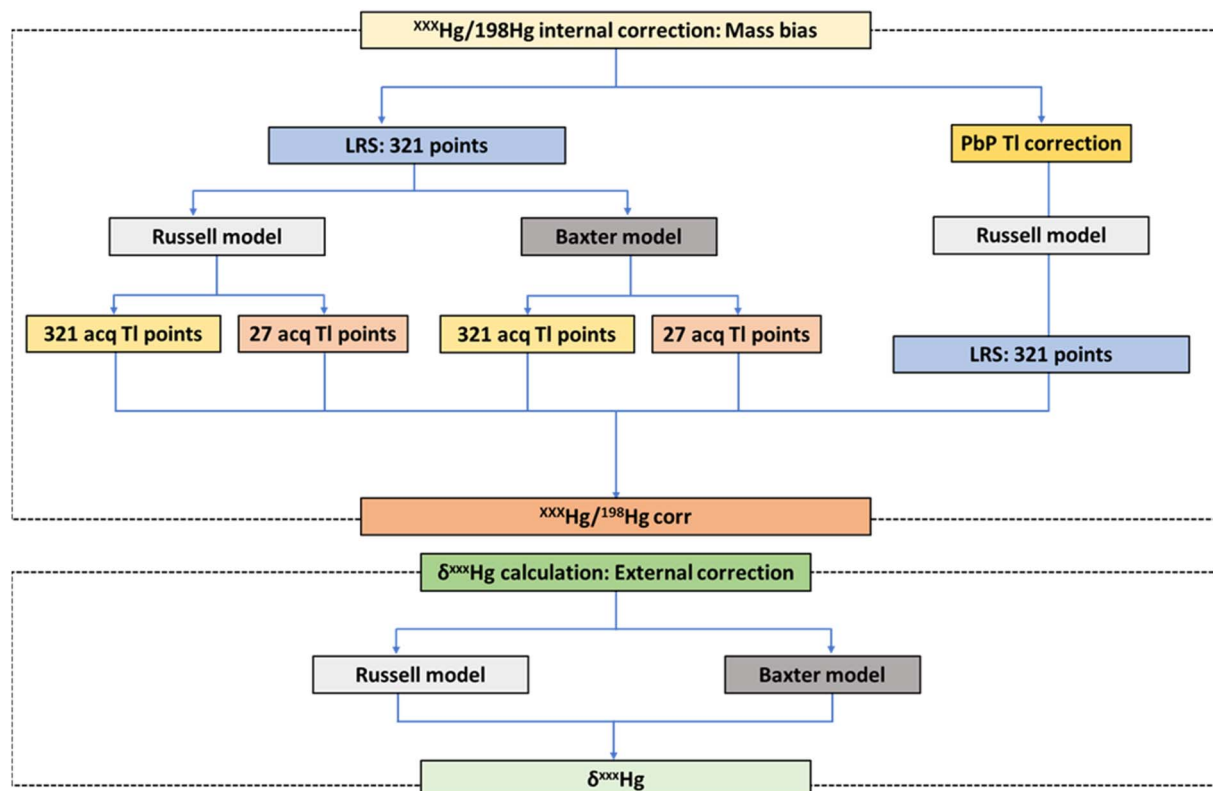 ˣˣˣHg/198Hg internal correction: Mass bias
LRS: 321 points
PbP Tl correction
Russell model
Baxter model
Russell model
321 acq Tl points
27 acq Tl points
321 acq Tl points
27 acq Tl points
LRS: 321 points
ˣˣˣHg/¹⁹⁸Hg corr
δˣˣˣHg calculation: External correction
Russell model
Baxter model
δˣˣˣHg